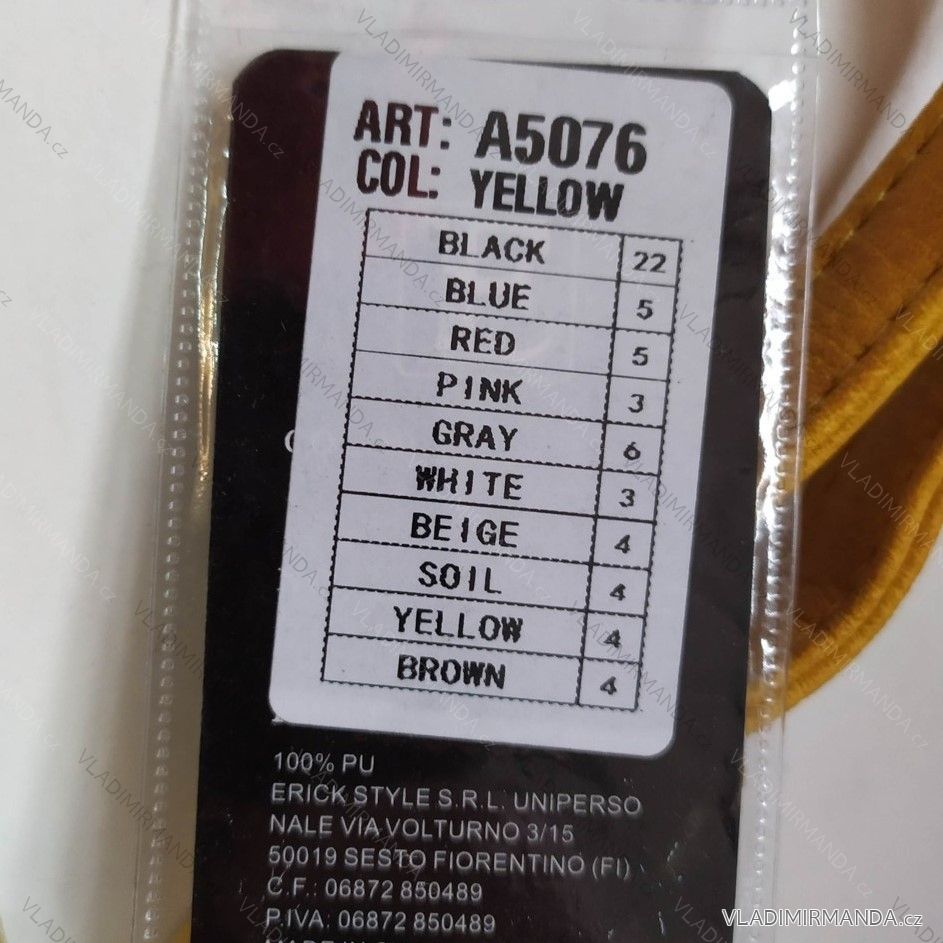 ART: A5076
COL: YELLOW
BLACK 22
BLUE 5
RED 5
PINK 3
GRAY 6
WHITE 3
BEIGE 4
SOIL 4
YELLOW 4
BROWN 4
100% PU
ERICK STYLE S.R.L. UNIPERSO
NALE VIA VOLTURNO 3/15
50019 SESTO FIORENTINO (FI)
C.F.: 06872 850489
P.IVA: 06872 850489
VLADIMIRMANDA.cz